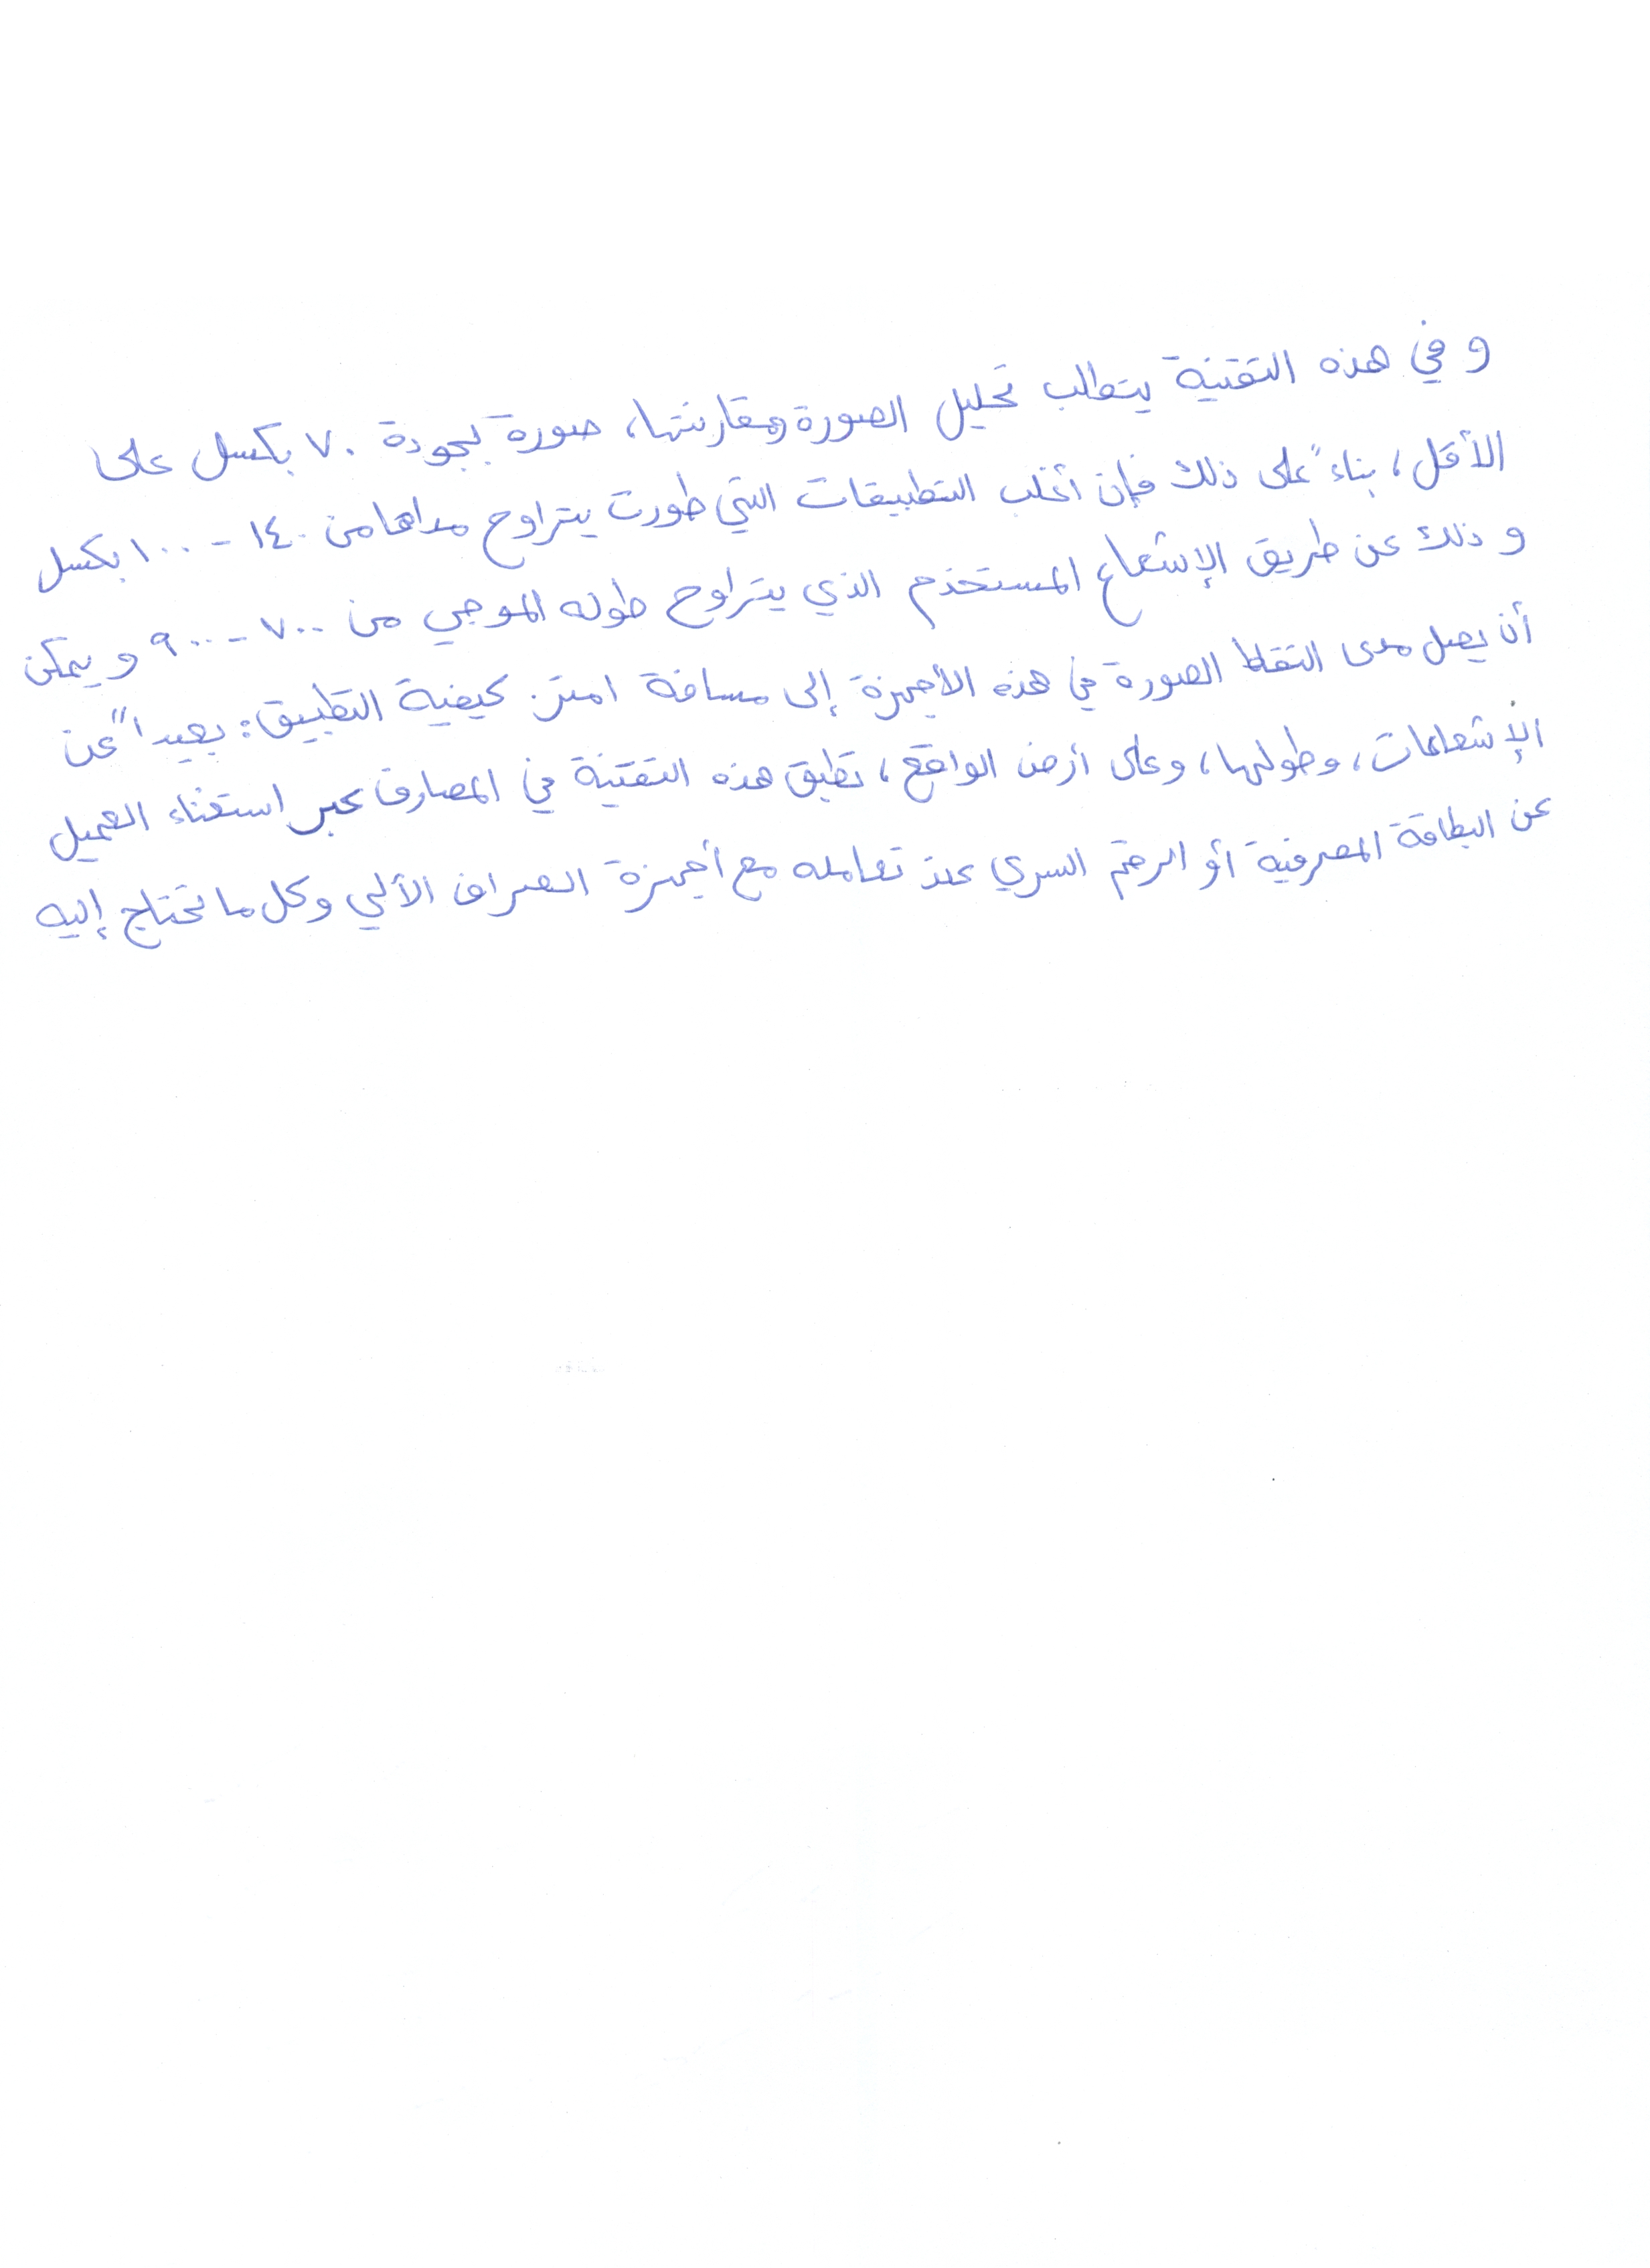 و في هذه التقنية يتطلب تحليل الصورة ومقارنتها، صورة بجودة ٧٠ بكسل على
الأقل، بناءً على ذلك فإن أغلب التطبيقات التي طورت يتراوح مداها من ١٤٠ - ١٠٠ بكسل
و ذلك عن طريق الإشعاع المستخدم الذي يتراوح طوله الموجي من ٧٠٠ - ٩٠٠ و يمكن
أن يصل مدى التقاط الصورة في هذه الأجهزة إلى مسافة ١متر. كيفية التطبيق: بعيداً عن
الإشعاعات، وطولها، وعلى أرض الواقع، تطبق هذه التقنية في المصارف عبر استغناء العميل
عن البطاقة المصرفية أو الرقم السري عند تعامله مع أجهزة الصراف الألي وكل ما تحتاج إليه